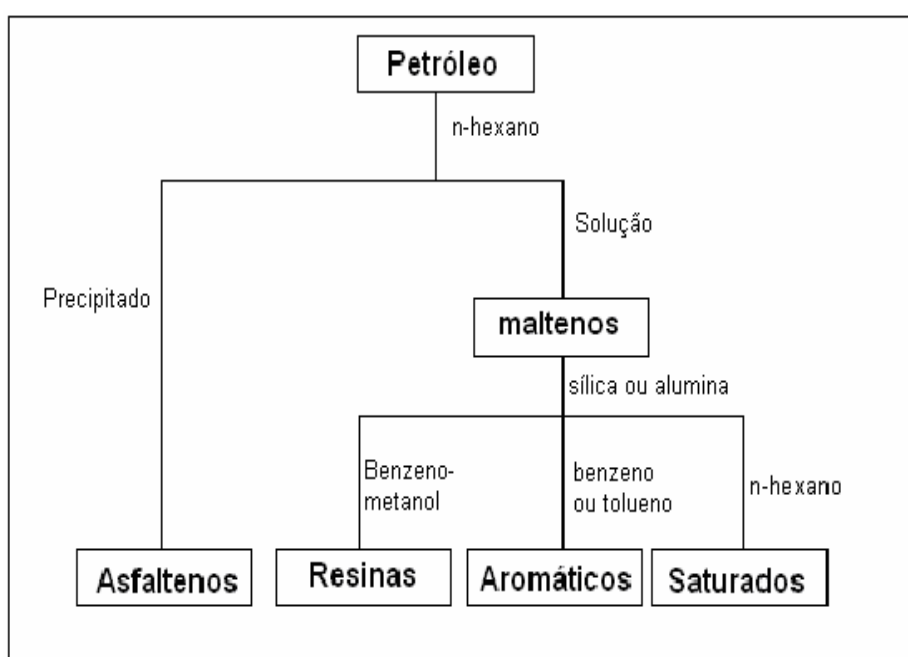 Petróleo
n-hexano
Solução
Precipitado
maltenos
sílica ou alumina
Benzeno-
metanol
benzeno
ou tolueno
n-hexano
Asfaltenos
Resinas
Aromáticos
Saturados